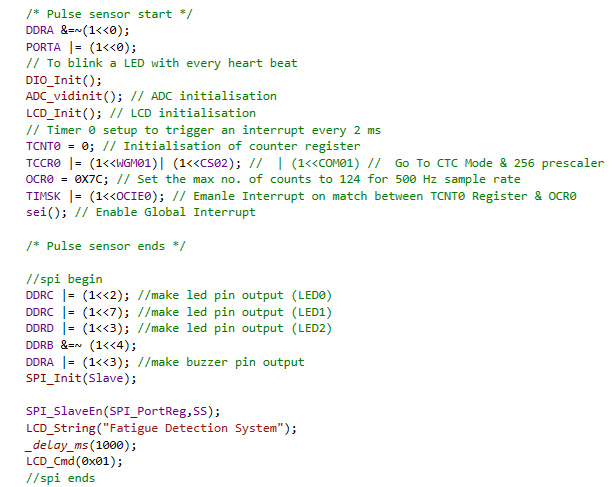 /* Pulse sensor start */
DDRA &=~(1<<0);
PORTA |= (1<<0);
// To blink a LED with every heart beat
DIO_Init();
ADC_vidinit(); // ADC initialisation
LCD_Init(); // LCD initialisation
// Timer 0 setup to trigger an interrupt every 2 ms
TCNT0 = 0; // Initialisation of counter register
TCCR0 |= (1<<WGM01)| (1<<CS02); //  | (1<<COM01) //  Go To CTC Mode & 256 prescaler
OCR0 = 0X7C; // Set the max no. of counts to 124 for 500 Hz sample rate
TIMSK |= (1<<OCIE0); // Emanle Interrupt on match between TCNT0 Register & OCR0
sei(); // Enable Global Interrupt
/* Pulse sensor ends */
//spi begin
DDRC |= (1<<2); //make led pin output (LED0)
DDRC |= (1<<7); //make led pin output (LED1)
DDRD |= (1<<3); //make led pin output (LED2)
DDRB &=~ (1<<4);
DDRA |= (1<<3); //make buzzer pin output
SPI_Init(Slave);
SPI_SlaveEn(SPI_PortReg,SS);
LCD_String("Fatigue Detection System");
_delay_ms(1000);
LCD_Cmd(0x01);
//spi ends